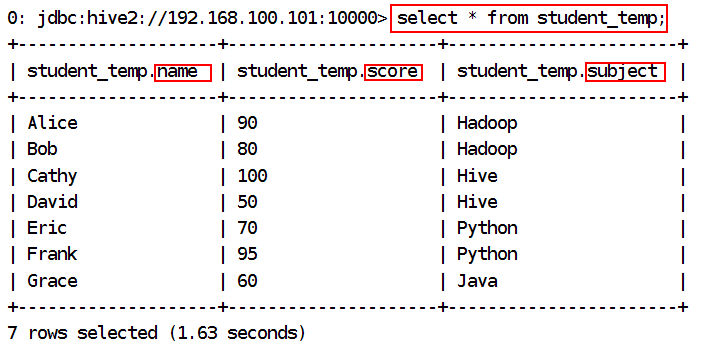 0: jdbc:hive2://192.168.100.101:10000> select * from student_temp;
+--------------------+--------------------+-----------------------+
| student_temp.name  | student_temp.score | student_temp.subject  |
+--------------------+--------------------+-----------------------+
| Alice              | 90                 | Hadoop                |
| Bob                | 80                 | Hadoop                |
| Cathy              | 100                | Hive                  |
| David              | 50                 | Hive                  |
| Eric               | 70                 | Python                |
| Frank              | 95                 | Python                |
| Grace              | 60                 | Java                  |
+--------------------+--------------------+-----------------------+
7 rows selected (1.63 seconds)